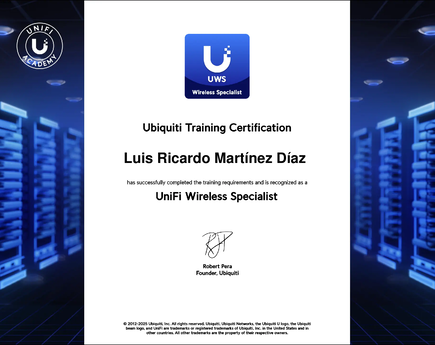 UNIFI
ACADEMY
UWS
Wireless Specialist
Ubiquiti Training Certification
Luis Ricardo Martínez Díaz
has successfully completed the training requirements and is recognized as a
UniFi Wireless Specialist
Robert Pera
Founder, Ubiquiti
© 2012-2025 Ubiquiti, Inc. All rights reserved. Ubiquiti, Ubiquiti Networks, the Ubiquiti U logo, the Ubiquiti
beam logo, and UniFi are trademarks or registered trademarks of Ubiquiti, Inc. in the United States and in
other countries. All other trademarks are the property of their respective owners.